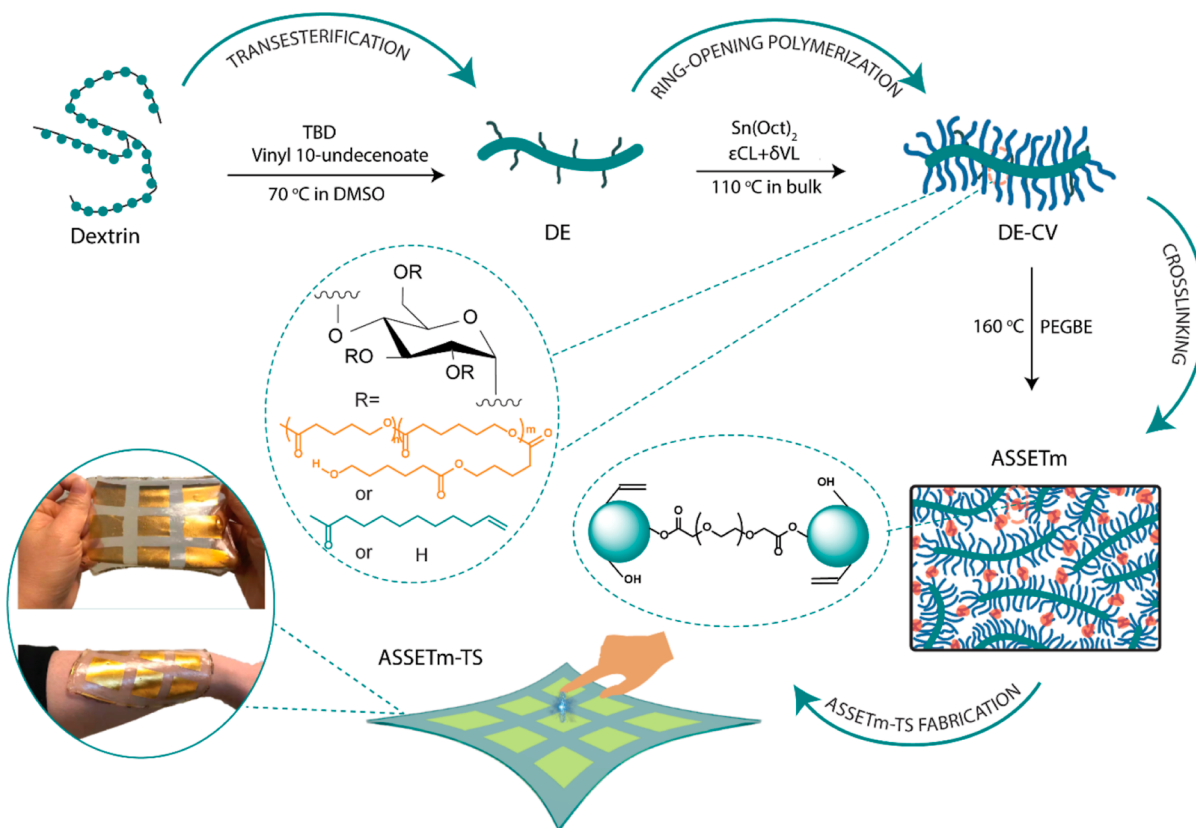 TRANSESTERIFICATION
RING-OPENING POLYMERIZATION
TBD
Vinyl 10-undecenoate
70 °C in DMSO
Sn(Oct)2
εCL+δVL
110 °C in bulk
Dextrin
DE
DE-CV
CROSSLINKING
160 °C
PEGBE
OR
O
O
RO
OR
O
R=
O
n
O
m
O
O
H
O
O
O
or
O
or H
ASSETm
OH
O
O
O
O
O
O
OH
ASSETm-TS
ASSETm-TS FABRICATION